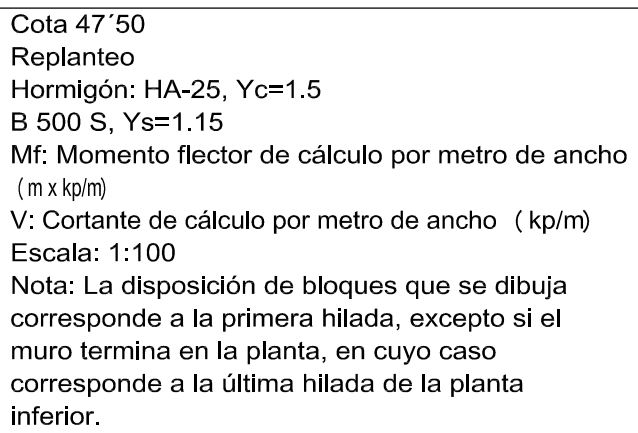 Cota 47´50
Replanteo
Hormigón: HA-25, Yc=1.5
B 500 S, Ys=1.15
Mf: Momento flector de cálculo por metro de ancho
( m x kp/m)
V: Cortante de cálculo por metro de ancho ( kp/m)
Escala: 1:100
Nota: La disposición de bloques que se dibuja
corresponde a la primera hilada, excepto si el
muro termina en la planta, en cuyo caso
corresponde a la última hilada de la planta
inferior.